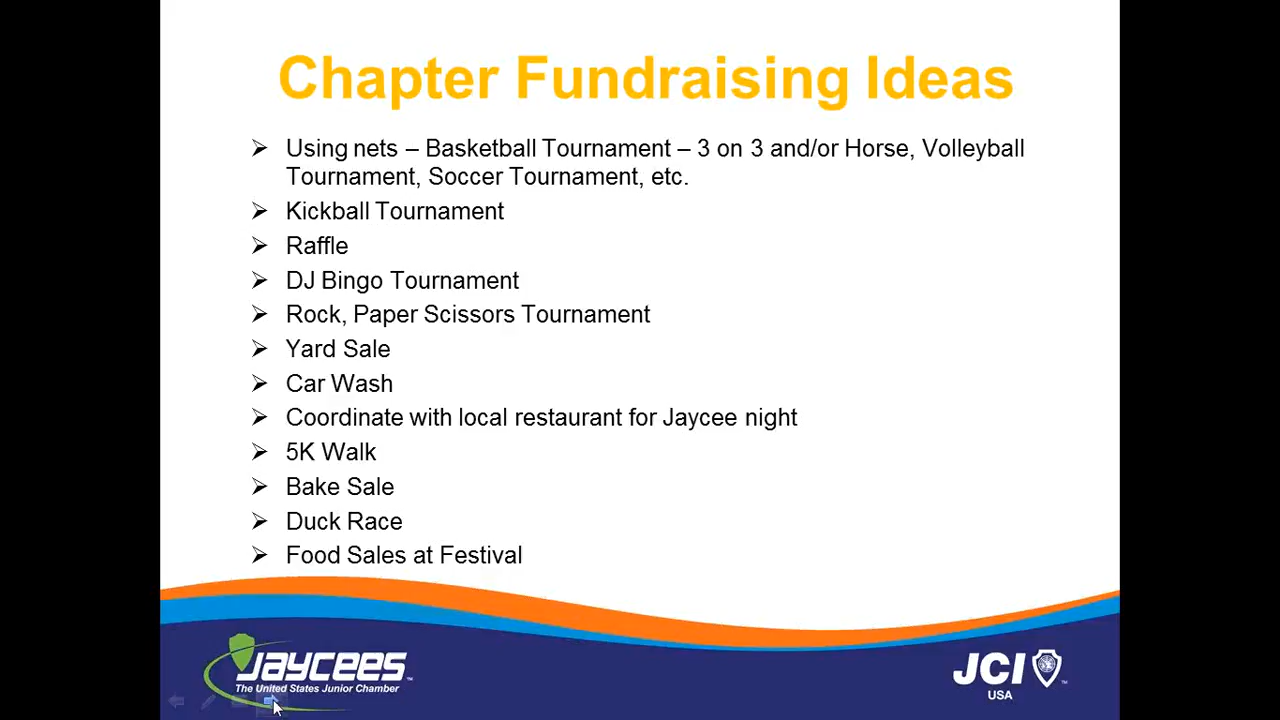 Chapter Fundraising Ideas
Using nets – Basketball Tournament – 3 on 3 and/or Horse, Volleyball
Tournament, Soccer Tournament, etc.
Kickball Tournament
Raffle
DJ Bingo Tournament
Rock, Paper Scissors Tournament
Yard Sale
Car Wash
Coordinate with local restaurant for Jaycee night
5K Walk
Bake Sale
Duck Race
Food Sales at Festival
Jaycees™
The United States Junior Chamber
JCI™
USA